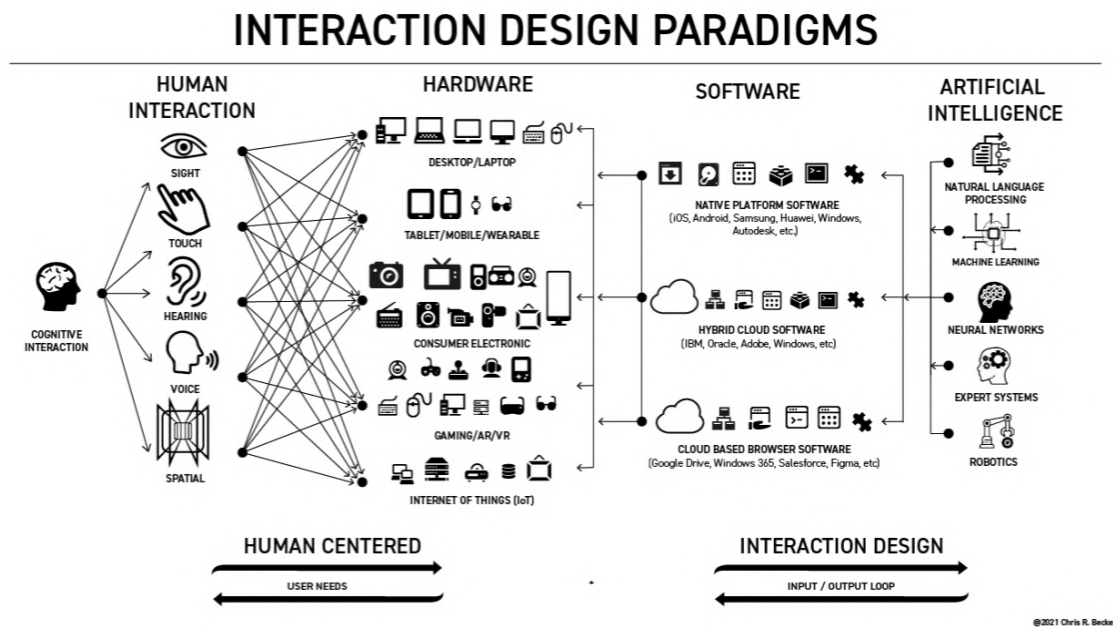 INTERACTION DESIGN PARADIGMS
HUMAN
INTERACTION
HARDWARE
SOFTWARE
ARTIFICIAL
INTELLIGENCE
COGNITIVE
INTERACTION
SIGHT
TOUCH
HEARING
VOICE
SPATIAL
DESKTOP/LAPTOP
TABLET/MOBILE/WEARABLE
CONSUMER ELECTRONIC
GAMING/AR/VR
INTERNET OF THINGS (IoT)
NATIVE PLATFORM SOFTWARE
(iOS, Android, Samsung, Huawei, Windows,
Autodesk, etc.)
HYBRID CLOUD SOFTWARE
(IBM, Oracle, Adobe, Windows, etc)
CLOUD BASED BROWSER SOFTWARE
(Google Drive, Windows 365, Salesforce, Figma, etc)
NATURAL LANGUAGE
PROCESSING
MACHINE LEARNING
NEURAL NETWORKS
EXPERT SYSTEMS
ROBOTICS
HUMAN CENTERED
USER NEEDS
INTERACTION DESIGN
INPUT / OUTPUT LOOP
@2021 Chris R. Becke